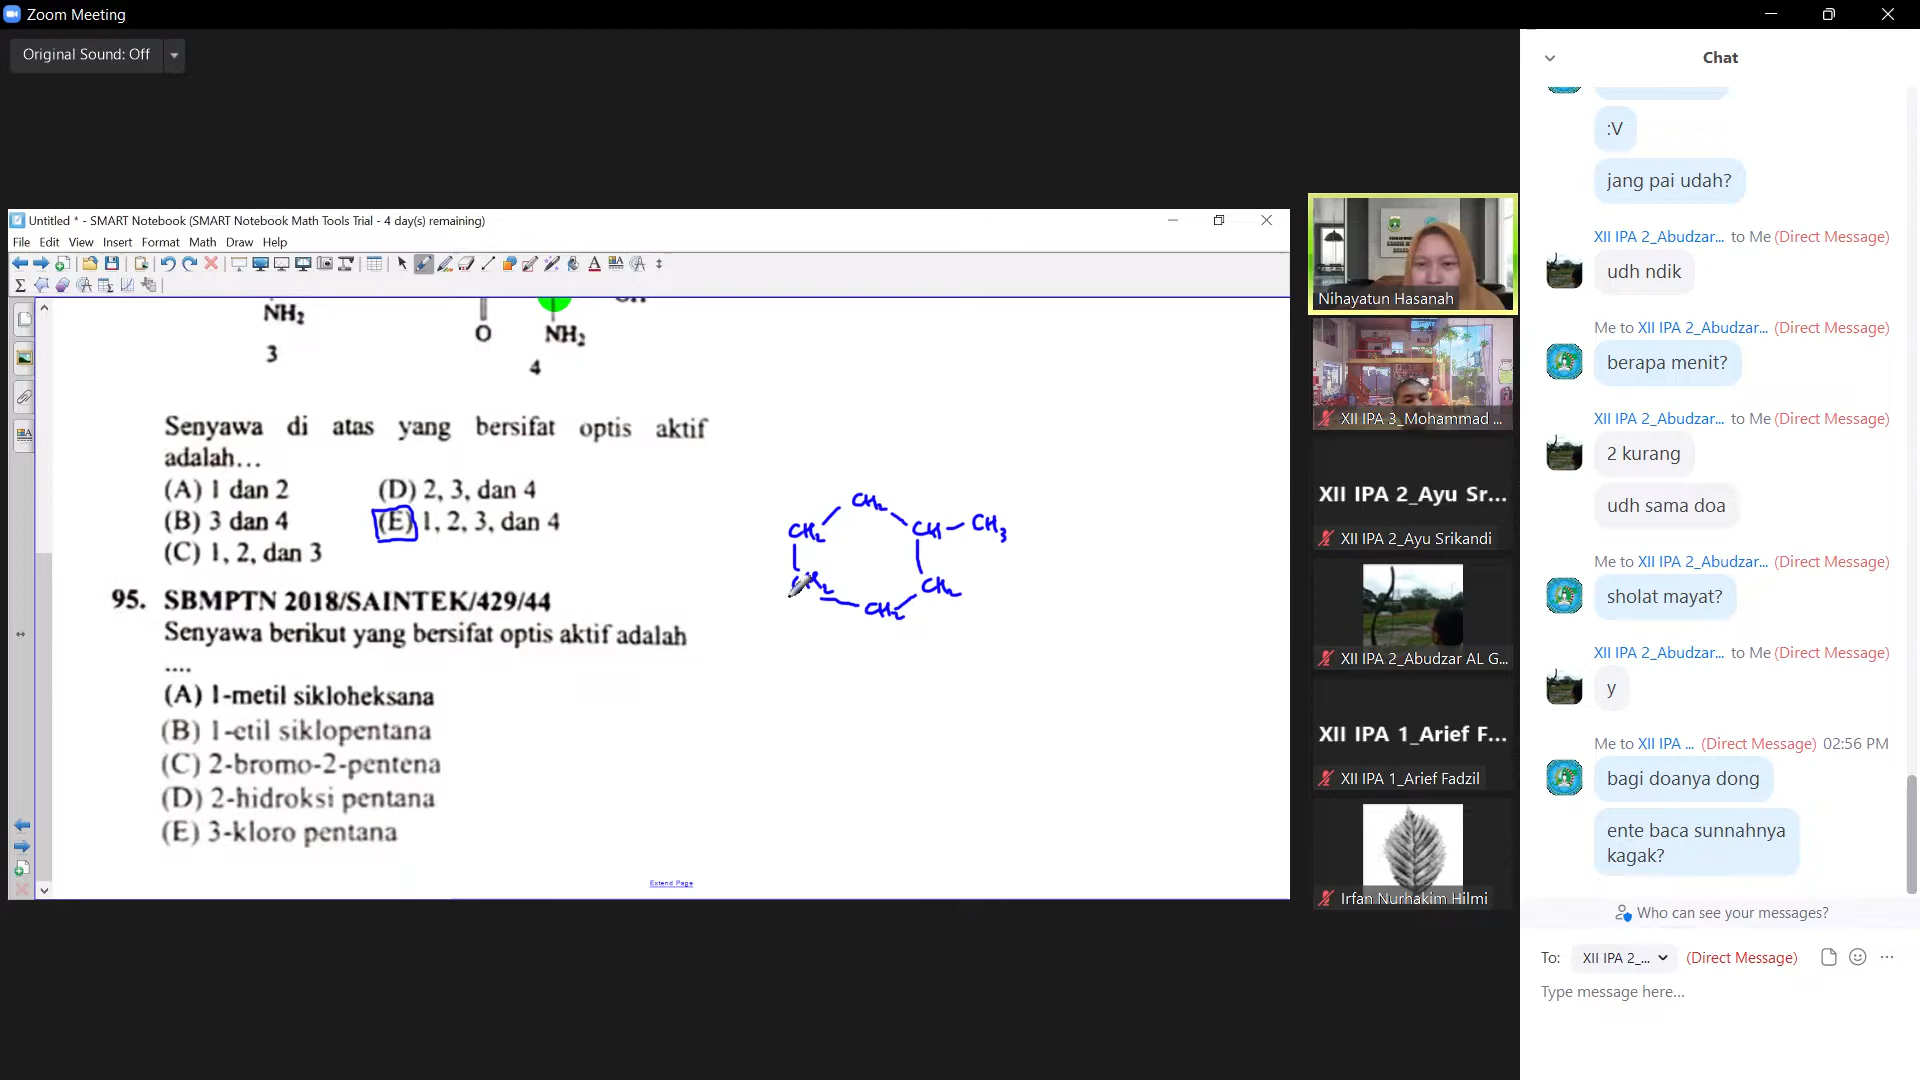 Zoom Meeting
Original Sound: Off
Untitled * - SMART Notebook (SMART Notebook Math Tools Trial - 4 day(s) remaining)
File Edit View Insert Format Math Draw Help
NH₂
3
O
NH₂
4
Senyawa di atas yang bersifat optis aktif
adalah...
(A) 1 dan 2
(D) 2, 3, dan 4
(B) 3 dan 4
(E) 1, 2, 3, dan 4
(C) 1, 2, dan 3
95. SBMPTN 2018/SAINTEK/429/44
Senyawa berikut yang bersifat optis aktif adalah
....
(A) 1-metil sikloheksana
(B) 1-etil siklopentana
(C) 2-bromo-2-pentena
(D) 2-hidroksi pentana
(E) 3-kloro pentana
CH₂
CH₂
CH - CH₃
CH₂
CH₂
Extend Page
Nihayatun Hasanah
XII IPA 3_Mohammad ...
XII IPA 2_Ayu Sr...
XII IPA 2_Ayu Srikandi
XII IPA 2_Abudzar AL G...
XII IPA 1_Arief F...
XII IPA 1_Arief Fadzil
Irfan Nurhakim Hilmi
Chat
:V
jang pai udah?
XII IPA 2_Abudzar... to Me (Direct Message)
udh ndik
Me to XII IPA 2_Abudzar... (Direct Message)
berapa menit?
XII IPA 2_Abudzar... to Me (Direct Message)
2 kurang
udh sama doa
Me to XII IPA 2_Abudzar... (Direct Message)
sholat mayat?
XII IPA 2_Abudzar... to Me (Direct Message)
y
Me to XII IPA ... (Direct Message) 02:56 PM
bagi doanya dong
ente baca sunnahnya
kagak?
Who can see your messages?
To: XII IPA 2_... (Direct Message)
Type message here...